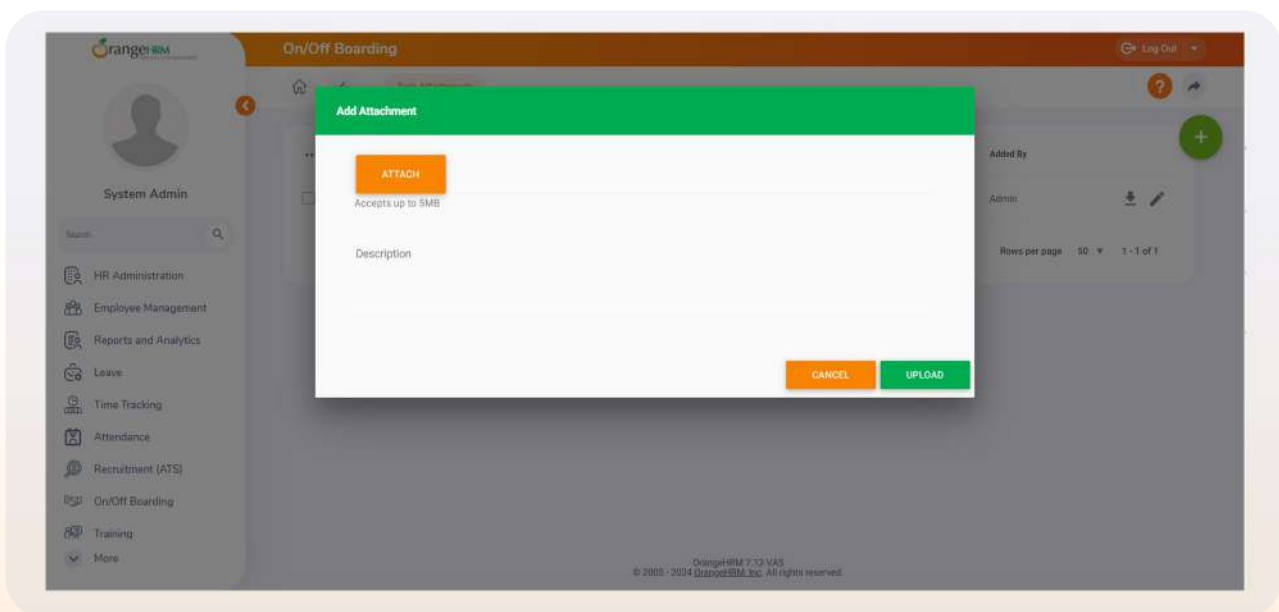 OrangeHRM
On/Off Boarding
Log Out
Add Attachment
ATTACH
Accepts up to 5MB
Description
CANCEL
UPLOAD
Added By
Admin
Rows per page 50 1 - 1 of 1
System Admin
Search
HR Administration
Employee Management
Reports and Analytics
Leave
Time Tracking
Attendance
Recruitment (ATS)
On/Off Boarding
Training
More
OrangeHRM 7.12 VAS
© 2005 - 2024 OrangeHRM, Inc. All rights reserved.